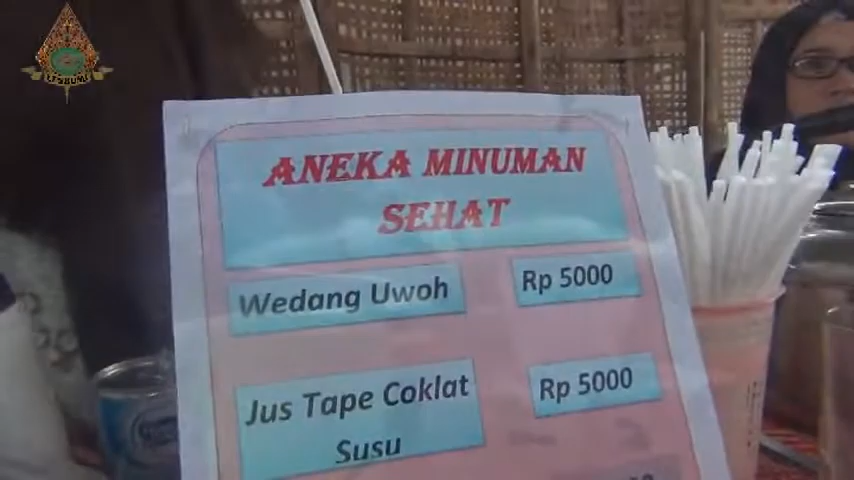 ANEKA MINUMAN
SEHAT
Wedang Uwoh Rp 5000
Jus Tape Coklat Rp 5000
Susu